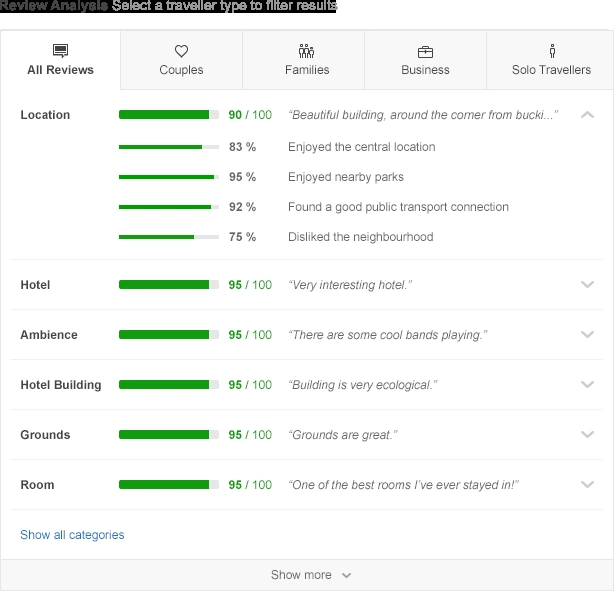 Review Analysis Select a traveller type to filter results
All Reviews Couples Families Business Solo Travellers
Location 90 / 100 “Beautiful building, around the corner from bucki...”
83 % Enjoyed the central location
95 % Enjoyed nearby parks
92 % Found a good public transport connection
75 % Disliked the neighbourhood
Hotel 95 / 100 “Very interesting hotel.”
Ambience 95 / 100 “There are some cool bands playing.”
Hotel Building 95 / 100 “Building is very ecological.”
Grounds 95 / 100 “Grounds are great.”
Room 95 / 100 “One of the best rooms I've ever stayed in!”
Show all categories
Show more